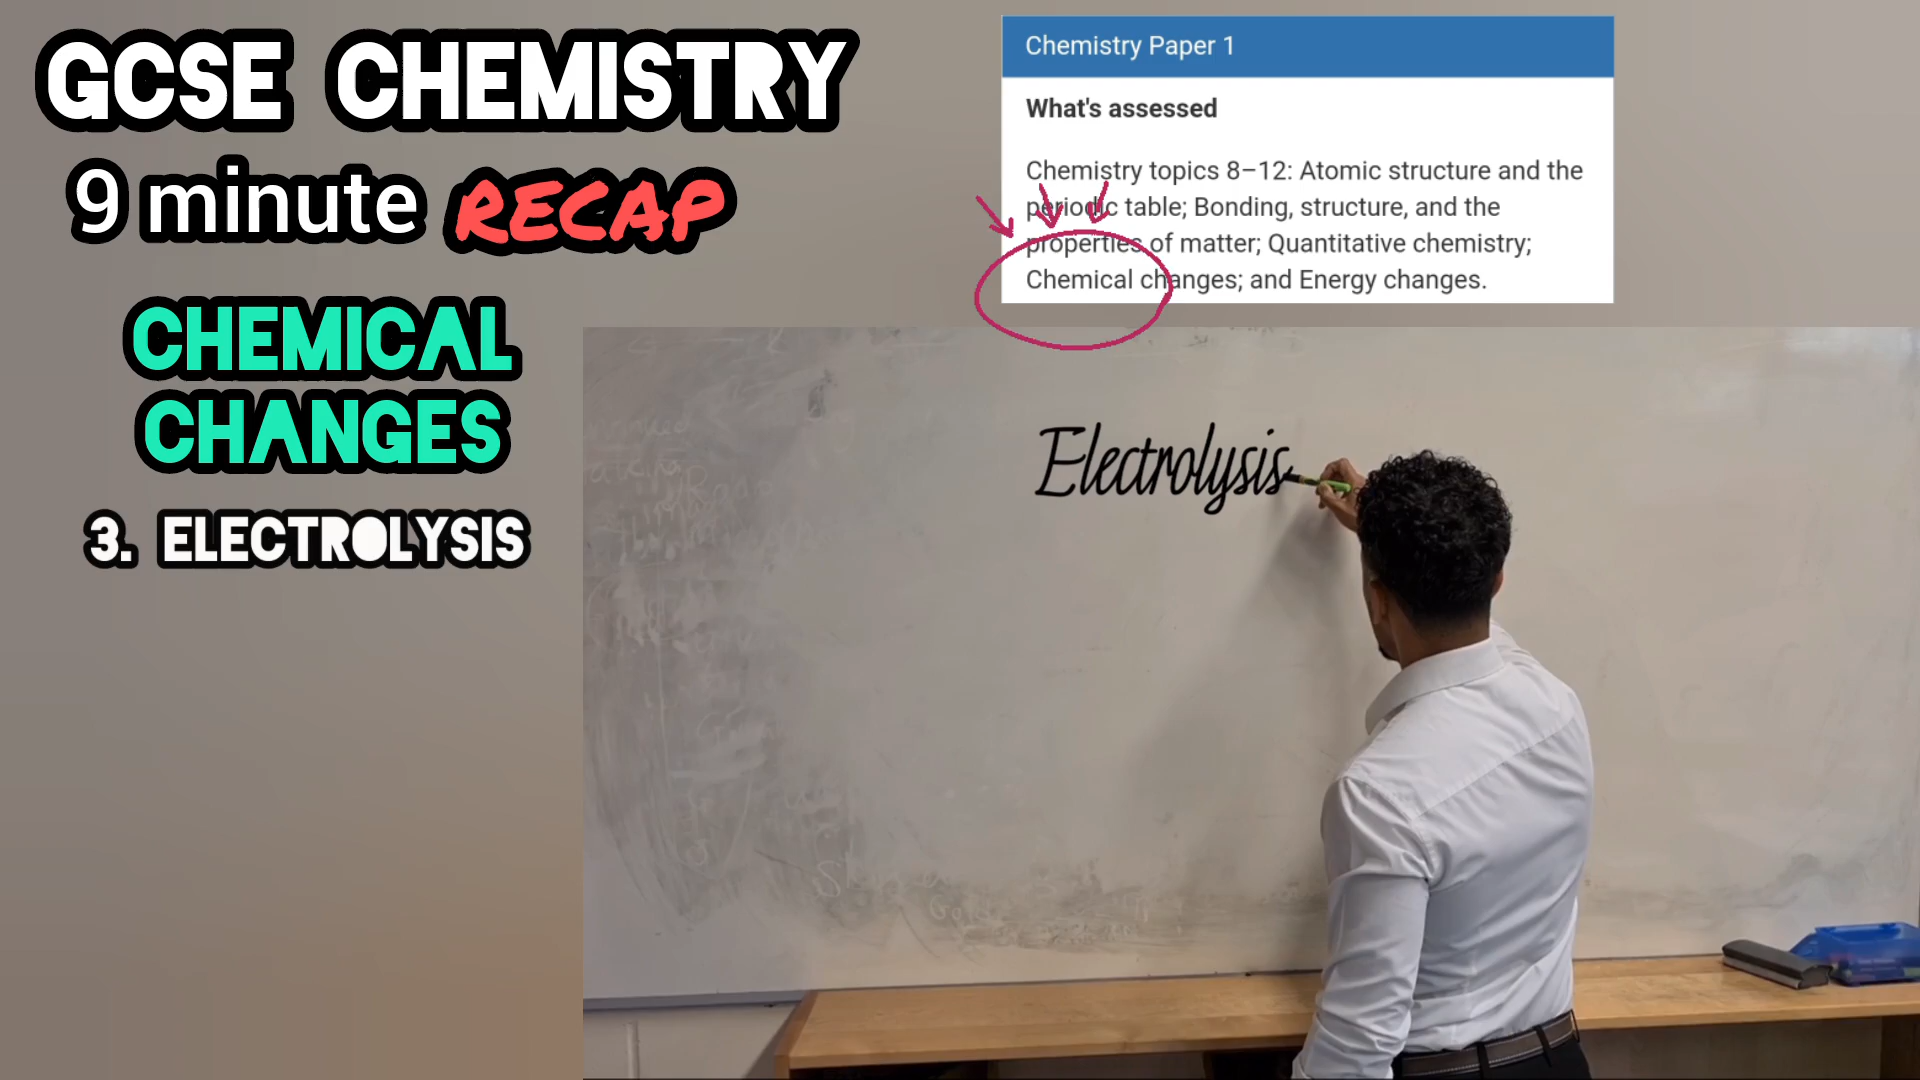 GCSE CHEMISTRY
9 minute RECAP
CHEMICAL
CHANGES
3. ELECTROLYSIS
Chemistry Paper 1
What's assessed
Chemistry topics 8–12: Atomic structure and the
periodic table; Bonding, structure, and the
properties of matter; Quantitative chemistry;
Chemical changes; and Energy changes.
Electrolysis